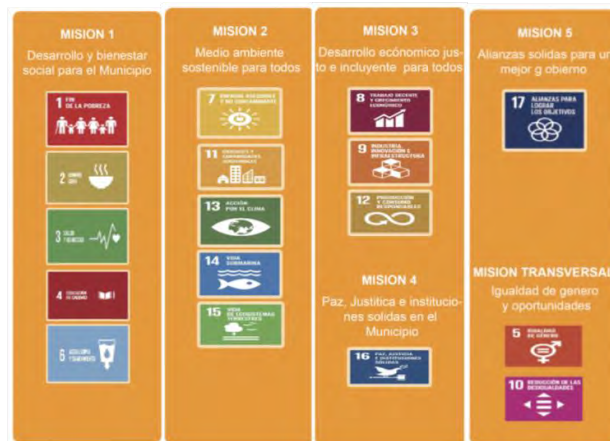 MISION 1
Desarrollo y bienestar
social para el Municipio
1 FIN
DE LA POBREZA
2 HAMBRE
CERO
3 SALUD
Y BIENESTAR
4 EDUCACIÓN
DE CALIDAD
6 AGUA LIMPIA
Y SANEAMIENTO
MISION 2
Medio ambiente
sostenible para todos
7 ENERGÍA ASEQUIBLE
Y NO CONTAMINANTE
11 CIUDADES Y
COMUNIDADES
SOSTENIBLES
13 ACCIÓN
POR EL CLIMA
14 VIDA
SUBMARINA
15 VIDA
DE ECOSISTEMAS
TERRESTRES
MISION 3
Desarrollo ecónomico jus-
to e incluyente para todos
8 TRABAJO DECENTE
Y CRECIMIENTO
ECONÓMICO
9 INDUSTRIA,
INNOVACIÓN E
INFRAESTRUCTURA
12 PRODUCCIÓN
Y CONSUMO
RESPONSABLES
MISION 4
Paz, Justitica e institucio-
nes solidas en el
Municipio
16 PAZ, JUSTICIA
E INSTITUCIONES
SÓLIDAS
MISION 5
Alianzas solidas para un
mejor g obierno
17 ALIANZAS PARA
LOGRAR
LOS OBJETIVOS
MISION TRANSVERSAL
Igualdad de genero
y oportunidades
5 IGUALDAD
DE GÉNERO
10 REDUCCIÓN DE LAS
DESIGUALDADES